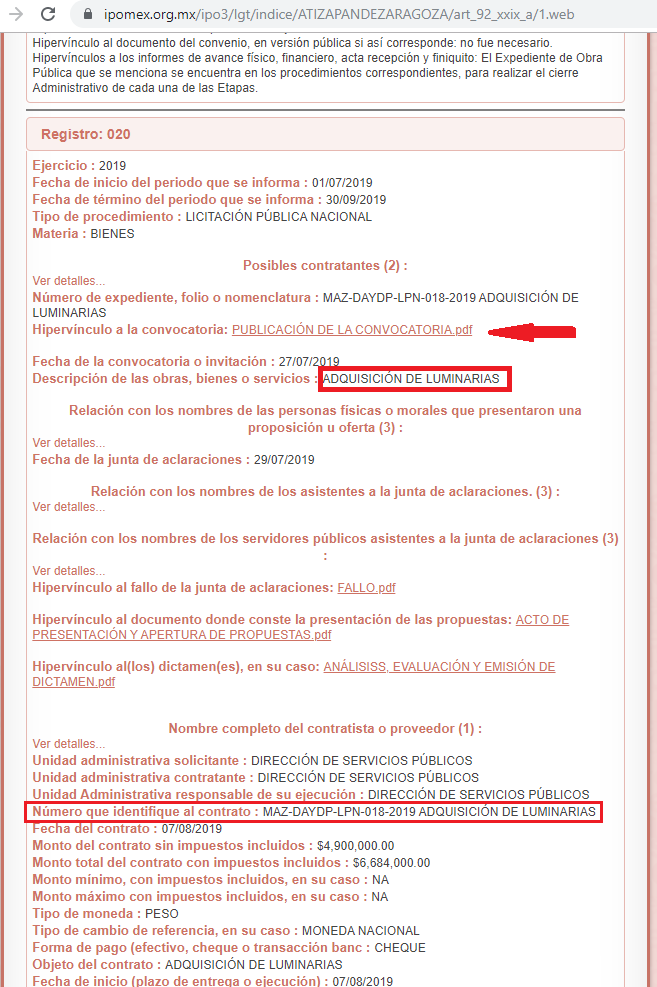 ipomex.org.mx/ipo3/lgt/indice/ATIZAPANDEZARAGOZA/art_92_xxix_a/1.web
Hipervínculo al documento del convenio, en versión pública si así corresponde: no fue necesario.
Hipervínculos a los informes de avance físico, financiero, acta recepción y finiquito: El Expediente de Obra
Pública que se menciona se encuentra en los procedimientos correspondientes, para realizar el cierre
Administrativo de cada una de las Etapas.
Registro: 020
Ejercicio : 2019
Fecha de inicio del periodo que se informa : 01/07/2019
Fecha de término del periodo que se informa : 30/09/2019
Tipo de procedimiento : LICITACIÓN PÚBLICA NACIONAL
Materia : BIENES
Posibles contratantes (2) :
Ver detalles...
Número de expediente, folio o nomenclatura : MAZ-DAYDP-LPN-018-2019 ADQUISICIÓN DE
LUMINARIAS
Hipervínculo a la convocatoria: PUBLICACIÓN DE LA CONVOCATORIA.pdf
Fecha de la convocatoria o invitación : 27/07/2019
Descripción de las obras, bienes o servicios : ADQUISICIÓN DE LUMINARIAS
Relación con los nombres de las personas físicas o morales que presentaron una
proposición u oferta (3) :
Ver detalles...
Fecha de la junta de aclaraciones : 29/07/2019
Relación con los nombres de los asistentes a la junta de aclaraciones. (3) :
Ver detalles...
Relación con los nombres de los servidores públicos asistentes a la junta de aclaraciones (3)
:
Ver detalles...
Hipervínculo al fallo de la junta de aclaraciones: FALLO.pdf
Hipervínculo al documento donde conste la presentación de las propuestas: ACTO DE
PRESENTACIÓN Y APERTURA DE PROPUESTAS.pdf
Hipervínculo al(los) dictamen(es), en su caso: ANÁLISISS, EVALUACIÓN Y EMISIÓN DE
DICTAMEN.pdf
Nombre completo del contratista o proveedor (1) :
Ver detalles...
Unidad administrativa solicitante : DIRECCIÓN DE SERVICIOS PÚBLICOS
Unidad administrativa contratante : DIRECCIÓN DE SERVICIOS PÚBLICOS
Unidad Administrativa responsable de su ejecución : DIRECCIÓN DE SERVICIOS PÚBLICOS
Número que identifique al contrato : MAZ-DAYDP-LPN-018-2019 ADQUISICIÓN DE LUMINARIAS
Fecha del contrato : 07/08/2019
Monto del contrato sin impuestos incluidos : $4,900,000.00
Monto total del contrato con impuestos incluidos : $6,684,000.00
Monto mínimo, con impuestos incluidos, en su caso : NA
Monto máximo con impuestos incluidos, en su caso : NA
Tipo de moneda : PESO
Tipo de cambio de referencia, en su caso : MONEDA NACIONAL
Forma de pago (efectivo, cheque o transacción banc : CHEQUE
Objeto del contrato : ADQUISICIÓN DE LUMINARIAS
Fecha de inicio (plazo de entrega o ejecución) : 07/08/2019